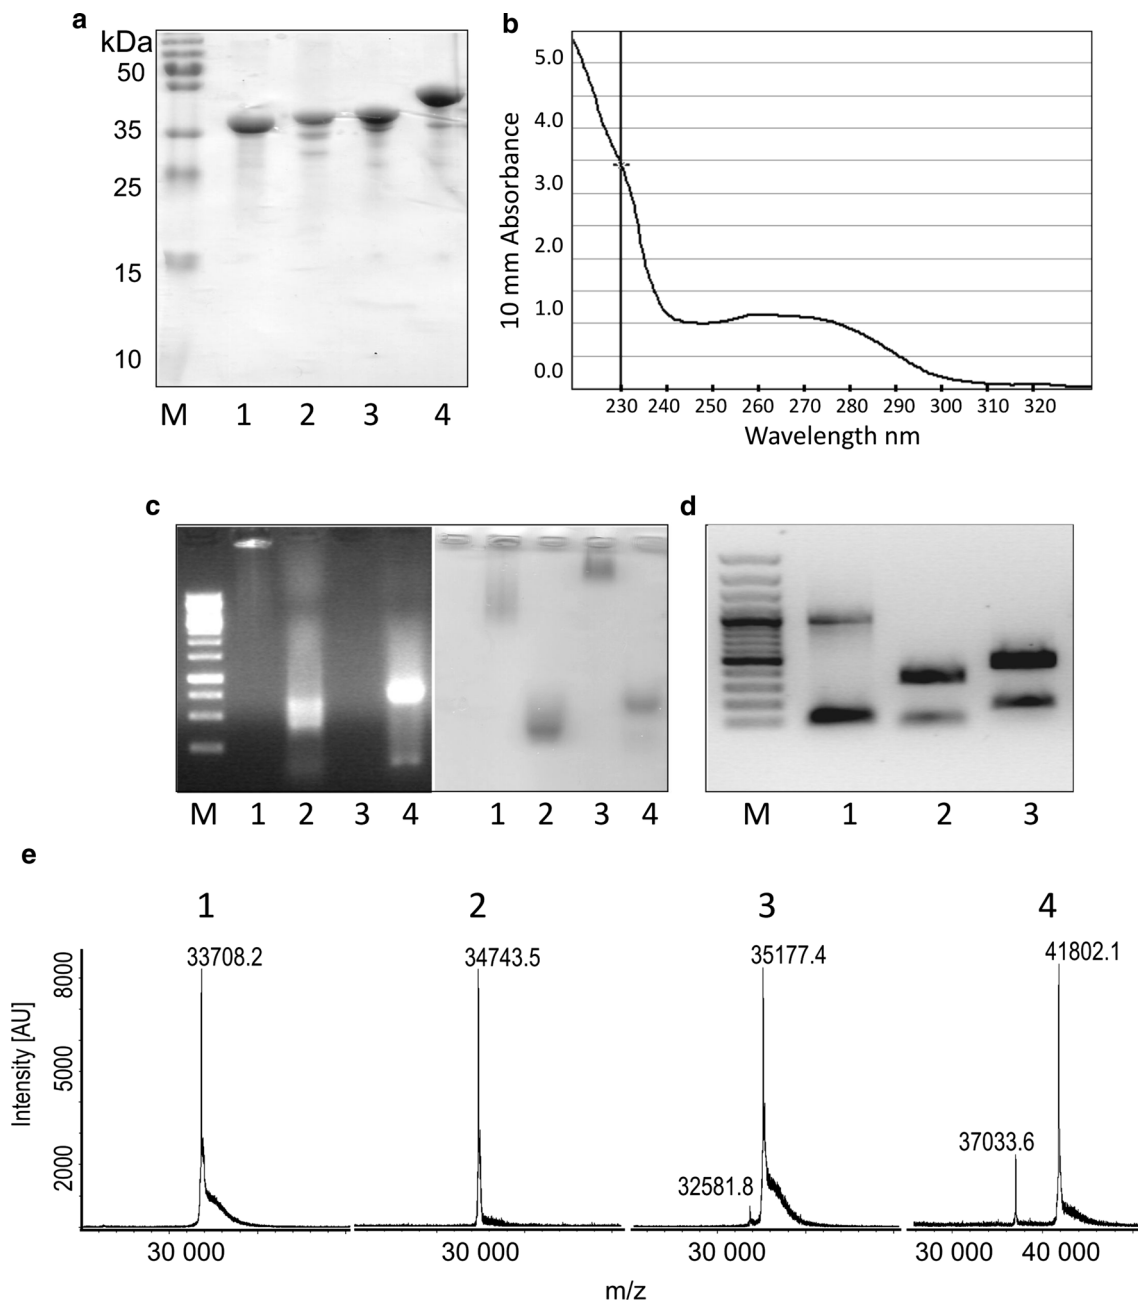 a
kDa
50
35
25
15
10
M 1 2 3 4
b
10 mm Absorbance
5.0
4.0
3.0
2.0
1.0
0.0
230 240 250 260 270 280 290 300 310 320
Wavelength nm
c
M 1 2 3 4 1 2 3 4
d
M 1 2 3
e
1 2 3 4
Intensity [AU]
8000
5000
2000
33708.2
34743.5
35177.4
32581.8
41802.1
37033.6
30 000 30 000 30 000 30 000 40 000
m/z